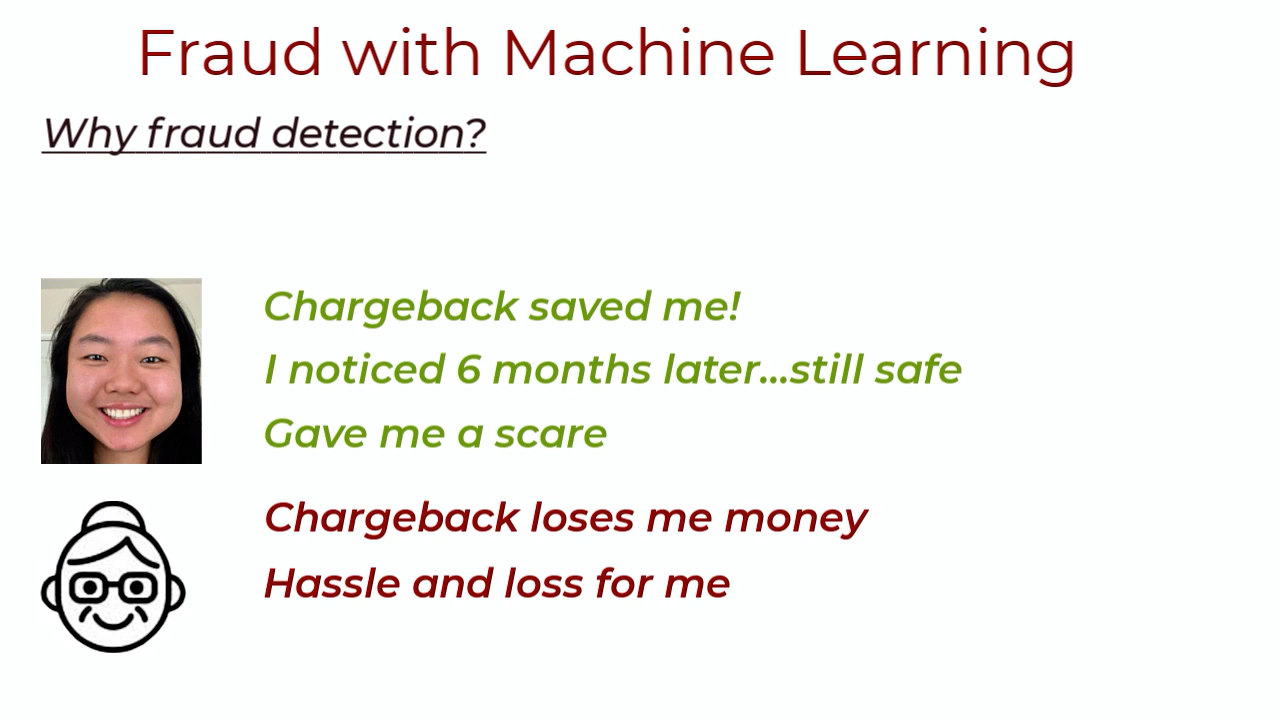 Fraud with Machine Learning
Why fraud detection?
Chargeback saved me!
I noticed 6 months later...still safe
Gave me a scare
Chargeback loses me money
Hassle and loss for me